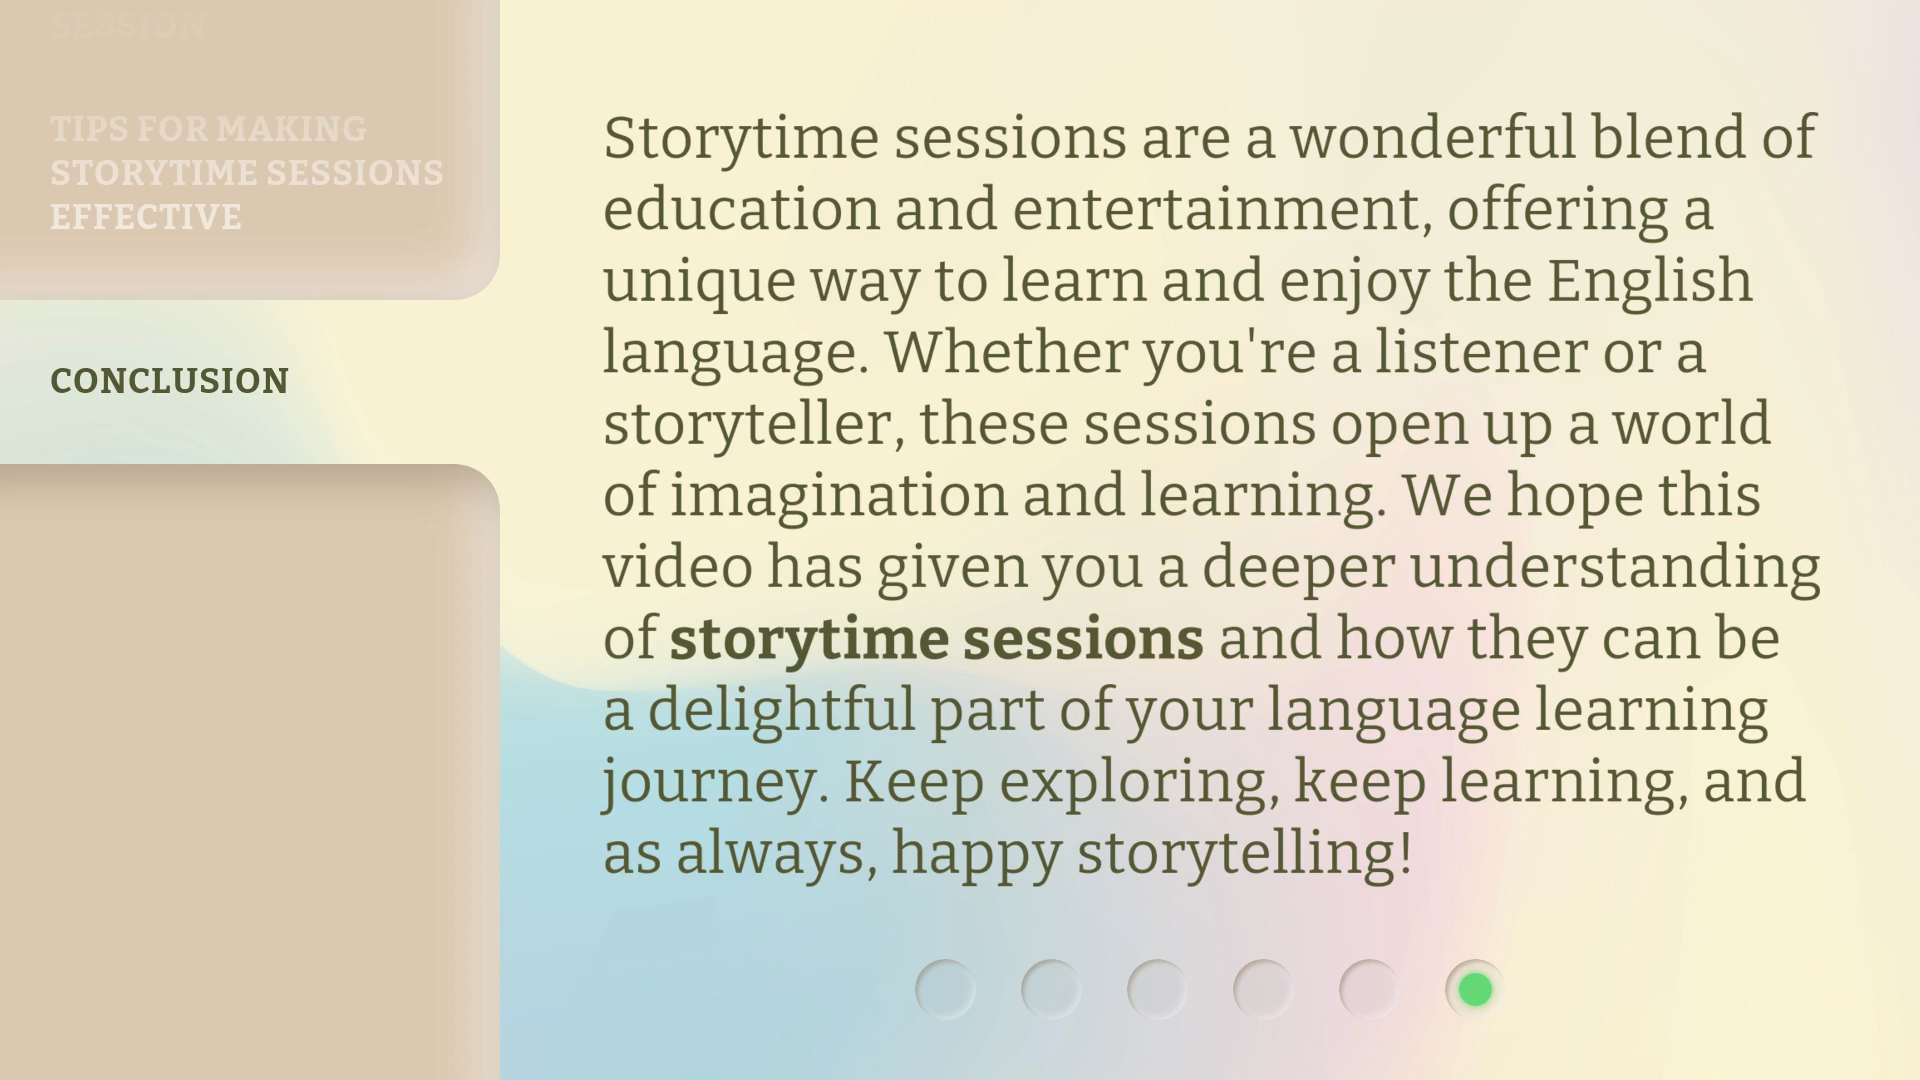 SESSION
TIPS FOR MAKING
STORYTIME SESSIONS
EFFECTIVE
CONCLUSION
Storytime sessions are a wonderful blend of
education and entertainment, offering a
unique way to learn and enjoy the English
language. Whether you're a listener or a
storyteller, these sessions open up a world
of imagination and learning. We hope this
video has given you a deeper understanding
of storytime sessions and how they can be
a delightful part of your language learning
journey. Keep exploring, keep learning, and
as always, happy storytelling!